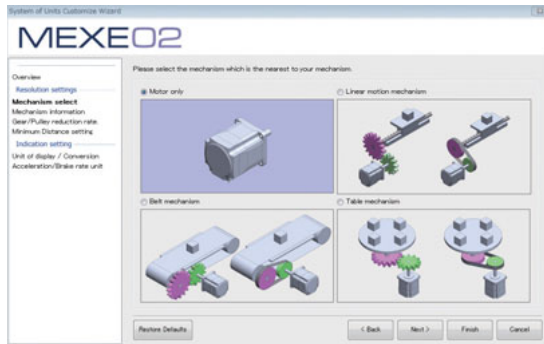 System of Units Customize Wizard
MEXE02
Please select the mechanism which is the nearest to your mechanism.
Overview
Resolution settings
Mechanism select
Mechanism information
Gear/Pulley reduction rate
Minimum Distance setting
Indication setting
Unit of display / Conversion
Acceleration/Brake rate unit
Motor only
Linear motion mechanism
Belt mechanism
Table mechanism
Restore Defaults
< Back
Next >
Finish
Cancel